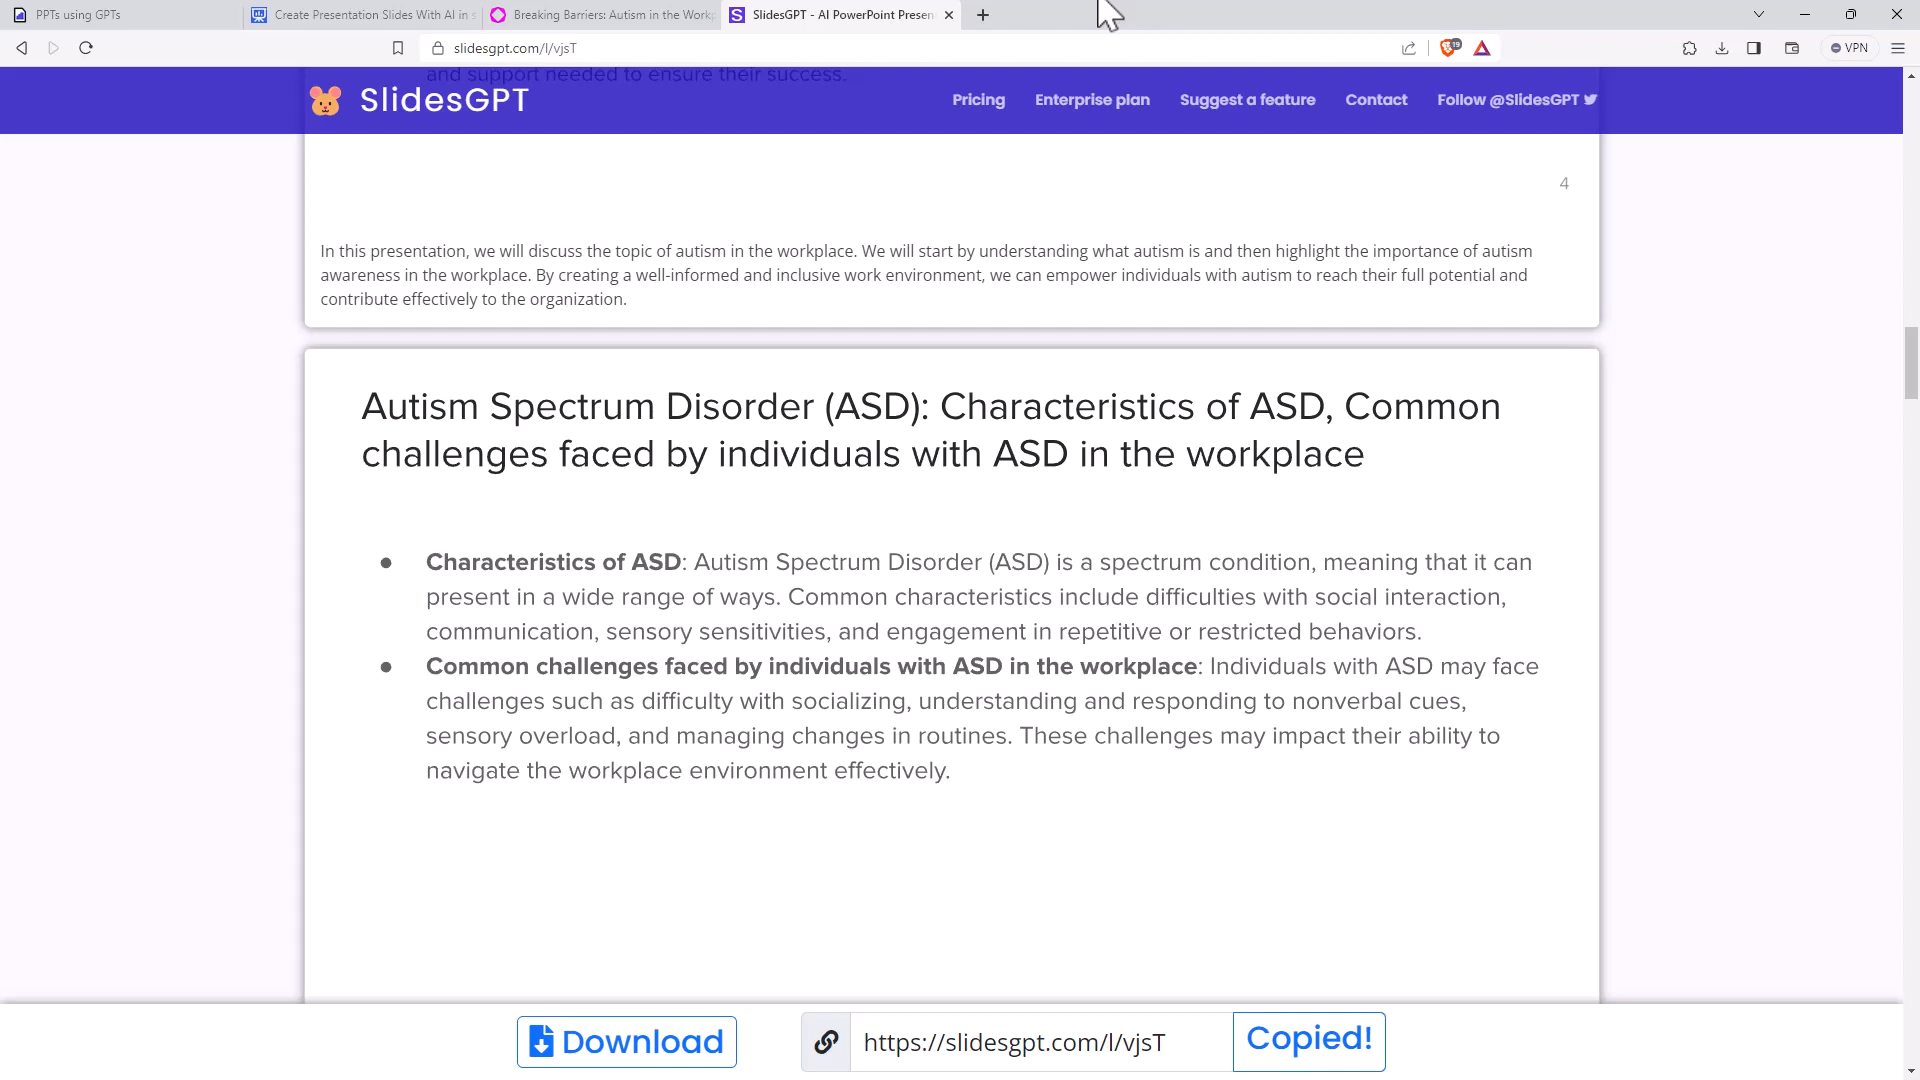 PPTs using GPTs
Create Presentation Slides With AI in s
Breaking Barriers: Autism in the Workp
SlidesGPT - AI PowerPoint Presen
slidesgpt.com/l/vjsT
19
VPN
and support needed to ensure their success.
SlidesGPT
Pricing
Enterprise plan
Suggest a feature
Contact
Follow @SlidesGPT
4
In this presentation, we will discuss the topic of autism in the workplace. We will start by understanding what autism is and then highlight the importance of autism
awareness in the workplace. By creating a well-informed and inclusive work environment, we can empower individuals with autism to reach their full potential and
contribute effectively to the organization.
Autism Spectrum Disorder (ASD): Characteristics of ASD, Common
challenges faced by individuals with ASD in the workplace
● Characteristics of ASD: Autism Spectrum Disorder (ASD) is a spectrum condition, meaning that it can
present in a wide range of ways. Common characteristics include difficulties with social interaction,
communication, sensory sensitivities, and engagement in repetitive or restricted behaviors.
● Common challenges faced by individuals with ASD in the workplace: Individuals with ASD may face
challenges such as difficulty with socializing, understanding and responding to nonverbal cues,
sensory overload, and managing changes in routines. These challenges may impact their ability to
navigate the workplace environment effectively.
Download
https://slidesgpt.com/l/vjsT
Copied!